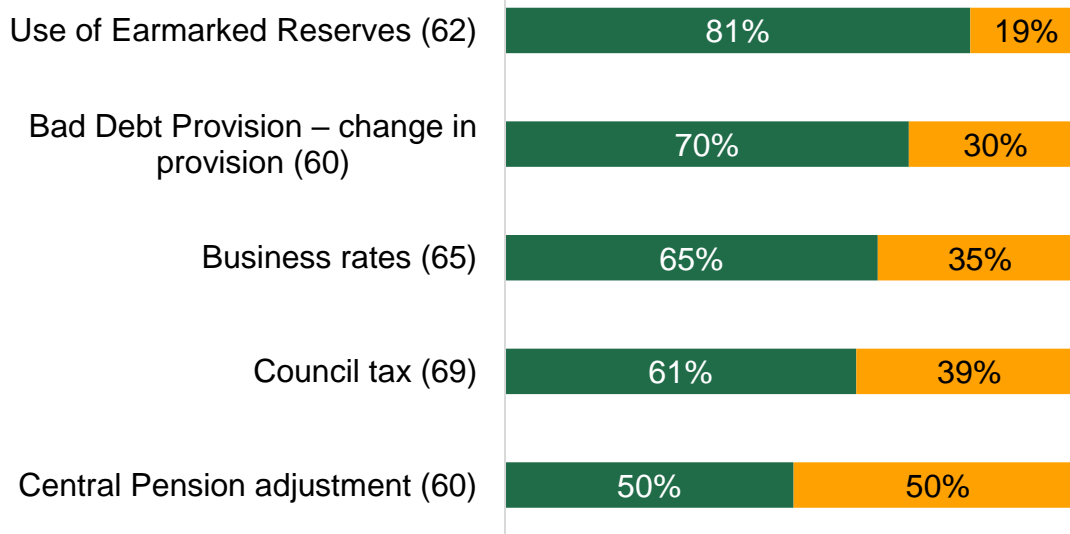 Use of Earmarked Reserves (62)
81%
19%
Bad Debt Provision – change in
provision (60)
70%
30%
Business rates (65)
65%
35%
Council tax (69)
61%
39%
Central Pension adjustment (60)
50%
50%